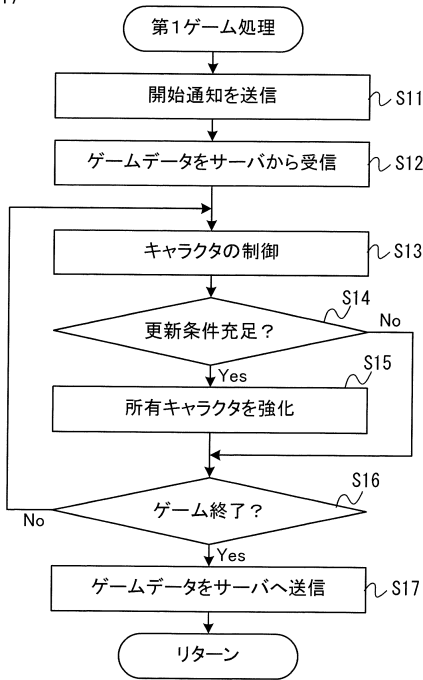 第1ゲーム処理
開始通知を送信
S11
ゲームデータをサーバから受信
S12
キャラクタの制御
S13
S14
更新条件充足？
No
Yes
S15
所有キャラクタを強化
S16
ゲーム終了？
No
Yes
ゲームデータをサーバへ送信
S17
リターン